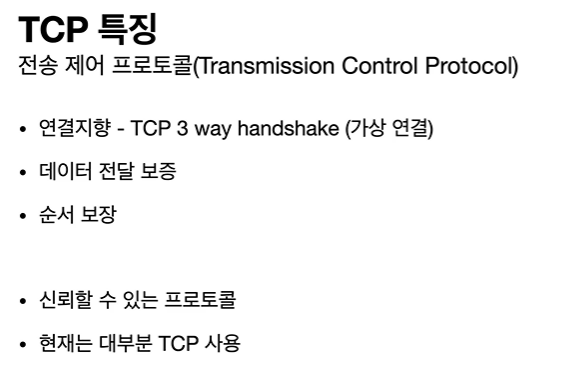 TCP 특징
전송 제어 프로토콜(Transmission Control Protocol)
• 연결지향 - TCP 3 way handshake (가상 연결)
• 데이터 전달 보증
• 순서 보장
• 신뢰할 수 있는 프로토콜
• 현재는 대부분 TCP 사용